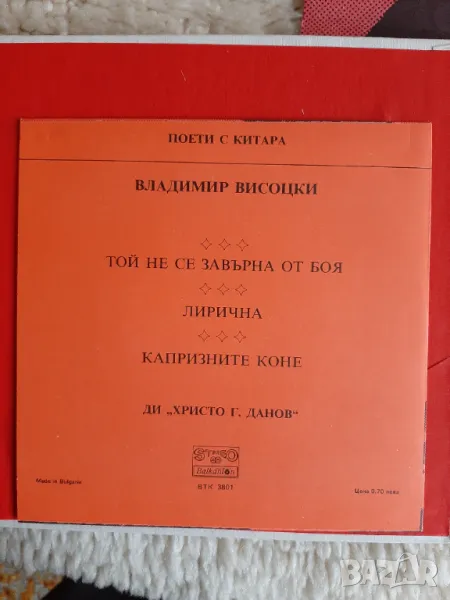 ПОЕТИ С КИТАРА
ВЛАДИМИР ВИСОЦКИ
ТОЙ НЕ СЕ ЗАВЪРНА ОТ БОЯ
ЛИРИЧНА
КАПРИЗНИТЕ КОНЕ
ДИ „ХРИСТО Г. ДАНОВ“
STEREO
Balkanton
Made in Bulgaria
ВТК 3801
Цена 0,70 лева
BAZAR